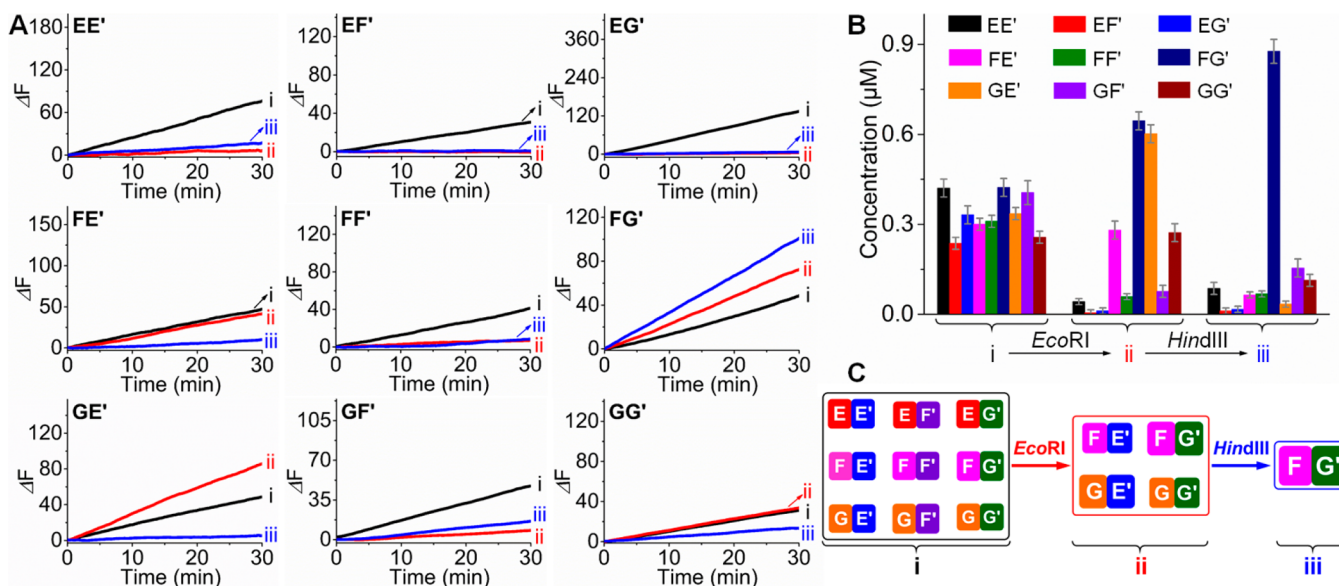 A
EE'
180
120
60
0
ΔF
i
iii
ii
0 10 20 30
Time (min)
EF'
120
80
40
0
ΔF
i
iii
ii
0 10 20 30
Time (min)
EG'
360
240
120
0
ΔF
i
iii
ii
0 10 20 30
Time (min)
FE'
150
100
50
0
ΔF
i
ii
iii
0 10 20 30
Time (min)
FF'
120
80
40
0
ΔF
i
iii
ii
0 10 20 30
Time (min)
FG'
120
80
40
0
ΔF
iii
ii
i
0 10 20 30
Time (min)
GE'
120
80
40
0
ΔF
ii
i
iii
0 10 20 30
Time (min)
GF'
105
70
35
0
ΔF
i
iii
ii
0 10 20 30
Time (min)
GG'
120
80
40
0
ΔF
ii
i
iii
0 10 20 30
Time (min)
B
EE' EF' EG'
FE' FF' FG'
GE' GF' GG'
Concentration (µM)
0.9
0.6
0.3
0.0
i EcoRI ii HindIII iii
C
E E' E F' E G'
F E' F F' F G'
G E' G F' G G'
EcoRI
F E' F G'
G E' G G'
HindIII
F G'
i ii iii